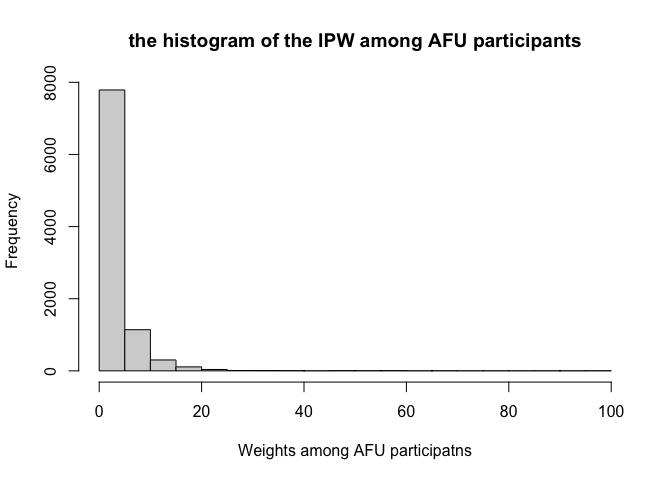 the histogram of the IPW among AFU participants
Frequency
8000
6000
4000
2000
0
0 20 40 60 80 100
Weights among AFU participatns